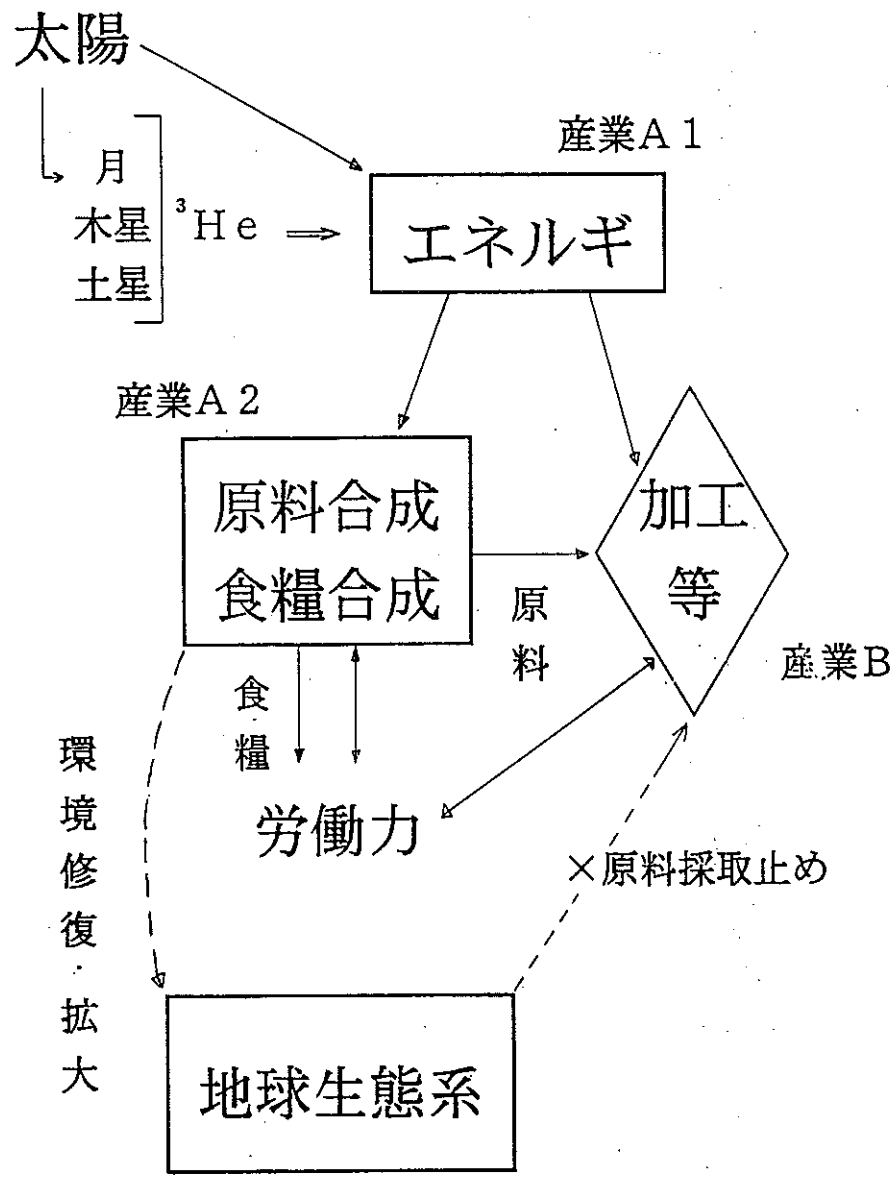 太陽
産業A1
月
木星
土星
³He
エネルギ
産業A2
原料合成
食糧合成
加工
等
原料
産業B
食糧
環境修復・拡大
労働力
×原料採取止め
地球生態系